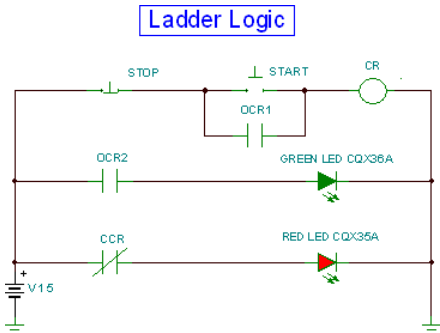 Ladder Logic
STOP
START
CR
OCR1
OCR2
GREEN LED CQX36A
CCR
RED LED CQX35A
+
V15